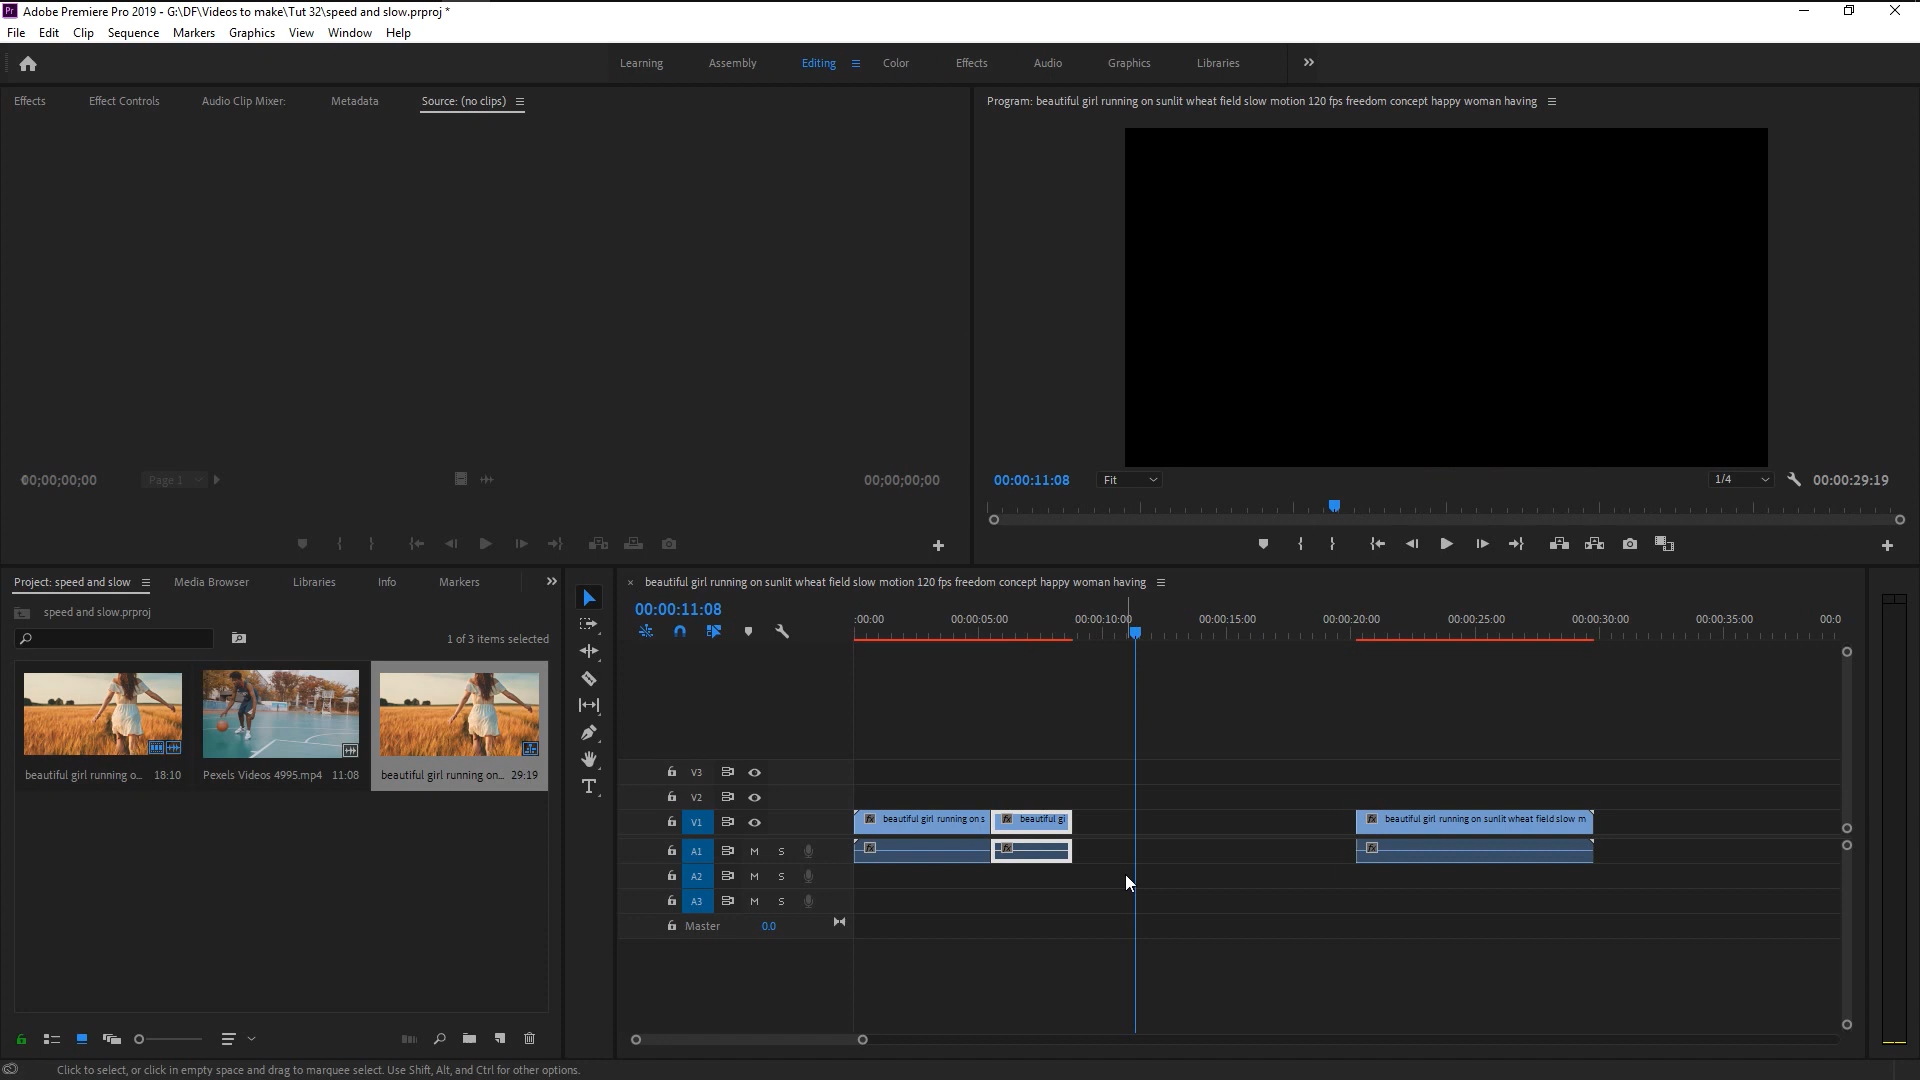 Pr Adobe Premiere Pro 2019 - G:\DF\Videos to make\Tut 32\speed and slow.prproj *
File Edit Clip Sequence Markers Graphics View Window Help
Learning Assembly Editing Color Effects Audio Graphics Libraries
Effects Effect Controls Audio Clip Mixer: Metadata Source: (no clips)
Program: beautiful girl running on sunlit wheat field slow motion 120 fps freedom concept happy woman having
00;00;00;00 Page 1 00;00;00;00
00:00:11:08 Fit 1/4 00:00:29:19
Project: speed and slow Media Browser Libraries Info Markers
speed and slow.prproj
1 of 3 items selected
beautiful girl running o... 18:10
Pexels Videos 4995.mp4 11:08
beautiful girl running on... 29:19
× beautiful girl running on sunlit wheat field slow motion 120 fps freedom concept happy woman having
00:00:11:08
:00:00 00:00:05:00 00:00:10:00 00:00:15:00 00:00:20:00 00:00:25:00 00:00:30:00 00:00:35:00 00:0
V3
V2
V1 fx beautiful girl running on s fx beautiful gi fx beautiful girl running on sunlit wheat field slow m
A1 M S fx fx fx
A2 M S
A3 M S
Master 0.0
Click to select, or click in empty space and drag to marquee select. Use Shift, Alt, and Ctrl for other options.